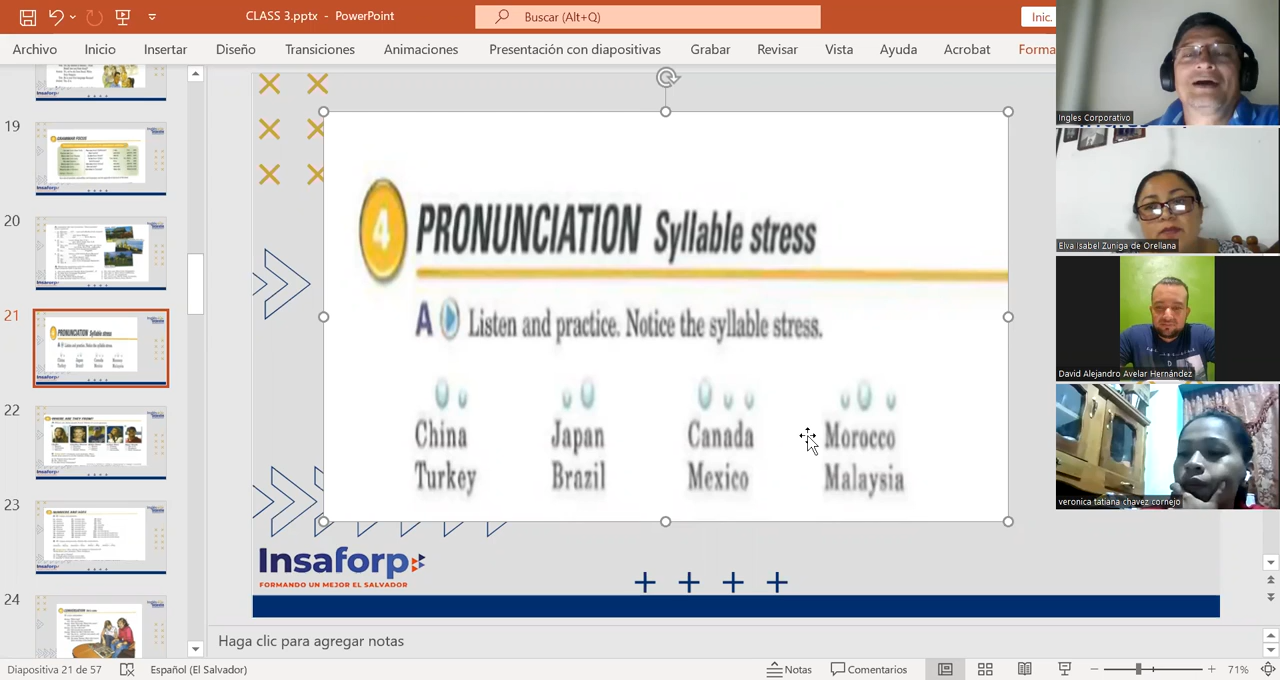 CLASS 3.pptx - PowerPoint
Buscar (Alt+Q)
Inic.
Archivo Inicio Insertar Diseño Transiciones Animaciones Presentación con diapositivas Grabar Revisar Vista Ayuda Acrobat Forma
19
20
21
22
23
24
4 PRONUNCIATION Syllable stress
A Listen and practice. Notice the syllable stress.
China Japan Canada Morocco
Turkey Brazil Mexico Malaysia
Insaforp
FORMANDO UN MEJOR EL SALVADOR
Ingles Corporativo
Elva Isabel Zuniga de Orellana
David Alejandro Avelar Hernández
veronica tatiana chavez cornejo
Haga clic para agregar notas
Diapositiva 21 de 57 Español (El Salvador) Notas Comentarios 71%